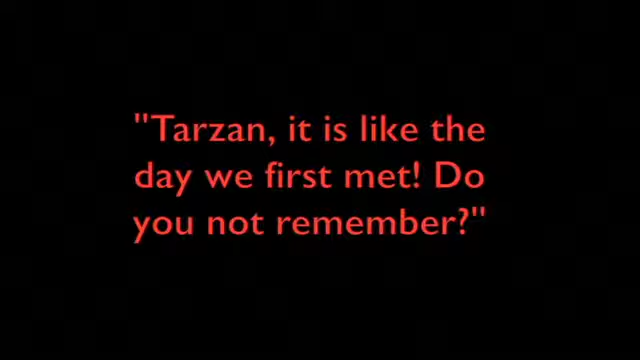 "Tarzan, it is like the
day we first met! Do
you not remember?"